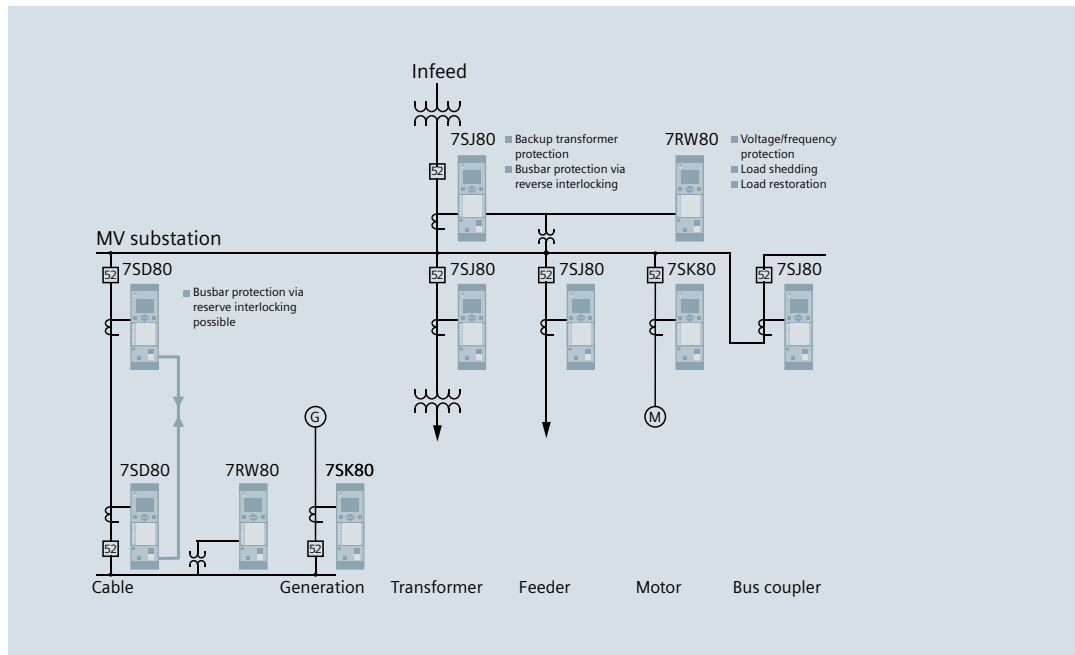 Infeed
7SJ80
Backup transformer
protection
Busbar protection via
reverse interlocking
7RW80
Voltage/frequency
protection
Load shedding
Load restoration
52
MV substation
52
7SD80
Busbar protection via
reserve interlocking
possible
52
7SJ80
52
7SJ80
52
7SK80
52
7SJ80
G
M
7SD80
7RW80
7SK80
52
52
Cable
Generation
Transformer
Feeder
Motor
Bus coupler